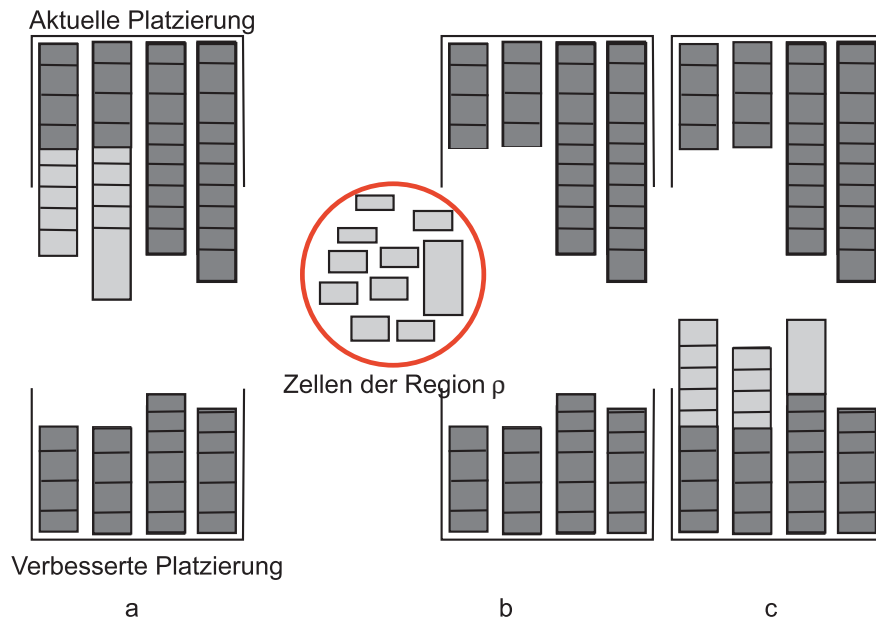 Aktuelle Platzierung
Zellen der Region ρ
Verbesserte Platzierung
a
b
c